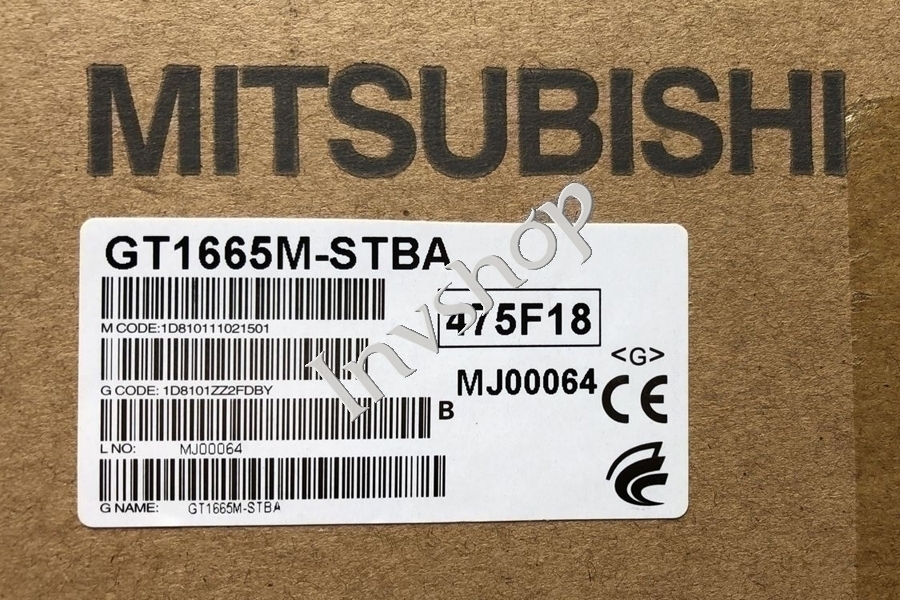 MITSUBISHI
GT1665M-STBA
M CODE:1D810111021501
475F18
<G>
G CODE: 1D8101ZZ2FDBY
MJ00064
CE
B
L NO: MJ00064
G NAME: GT1665M-STBA
Invshop